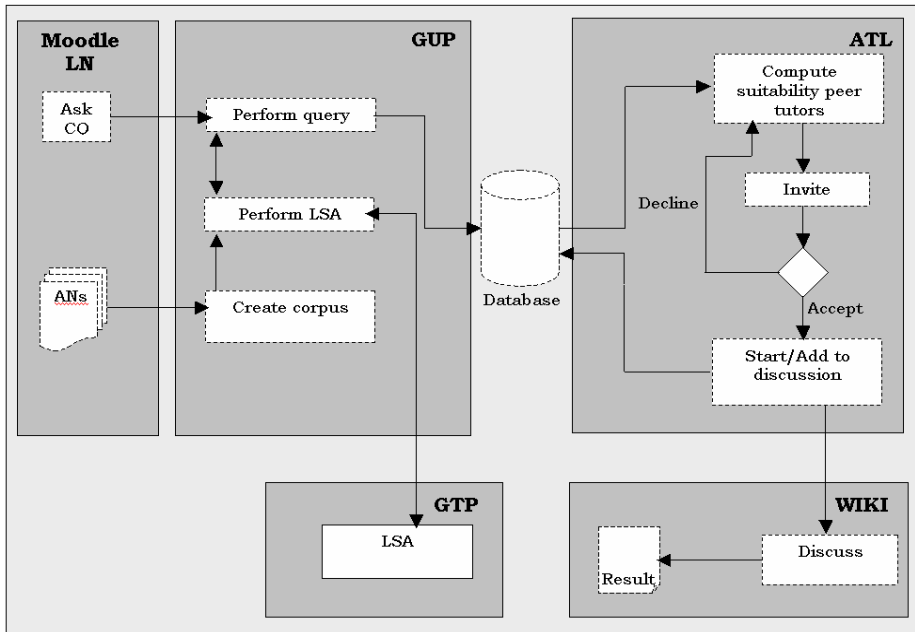 Moodle
LN
Ask
CQ
ANs
GUP
Perform query
Perform LSA
Create corpus
GTP
LSA
Database
ATL
Compute
suitability peer
tutors
Invite
Decline
Accept
Start/Add to
discussion
WIKI
Discuss
Result